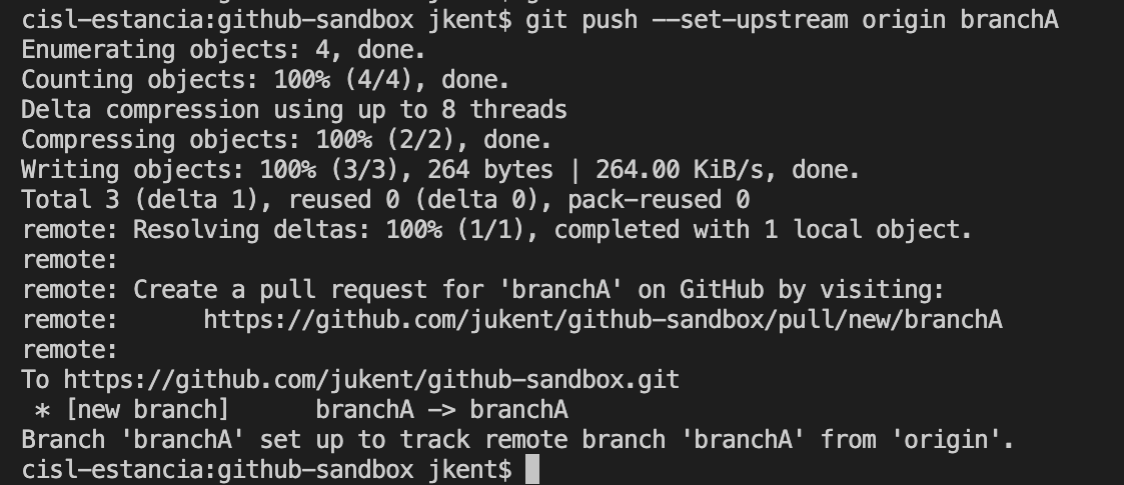 cisl-estancia:github-sandbox jkent$ git push --set-upstream origin branchA
Enumerating objects: 4, done.
Counting objects: 100% (4/4), done.
Delta compression using up to 8 threads
Compressing objects: 100% (2/2), done.
Writing objects: 100% (3/3), 264 bytes | 264.00 KiB/s, done.
Total 3 (delta 1), reused 0 (delta 0), pack-reused 0
remote: Resolving deltas: 100% (1/1), completed with 1 local object.
remote:
remote: Create a pull request for 'branchA' on GitHub by visiting:
remote:      https://github.com/jukent/github-sandbox/pull/new/branchA
remote:
To https://github.com/jukent/github-sandbox.git
 * [new branch]      branchA -> branchA
Branch 'branchA' set up to track remote branch 'branchA' from 'origin'.
cisl-estancia:github-sandbox jkent$